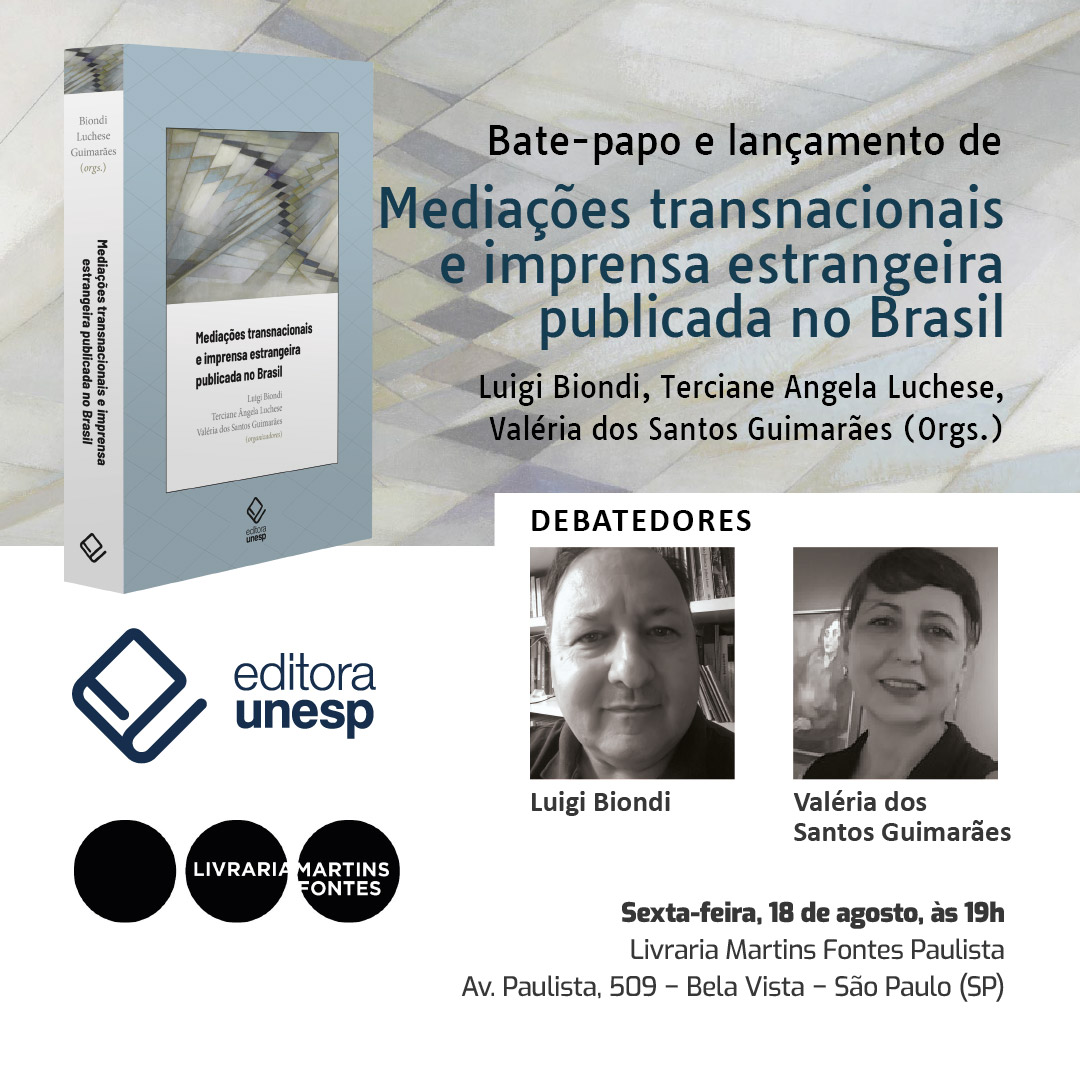 Biondi
Luchese
Guimarães
(orgs.)
Mediações transnacionais e imprensa
estrangeira publicada no Brasil
Mediações transnacionais
e imprensa estrangeira
publicada no Brasil
Luigi Biondi
Terciane Ângela Luchese
Valéria dos Santos Guimarães
(organizadores)
editora
unesp
Bate-papo e lançamento de
Mediações transnacionais
e imprensa estrangeira
publicada no Brasil
Luigi Biondi, Terciane Angela Luchese,
Valéria dos Santos Guimarães (Orgs.)
DEBATEDORES
Luigi Biondi
Valéria dos
Santos Guimarães
editora
unesp
LIVRARIA MARTINS
FONTES
Sexta-feira, 18 de agosto, às 19h
Livraria Martins Fontes Paulista
Av. Paulista, 509 – Bela Vista – São Paulo (SP)